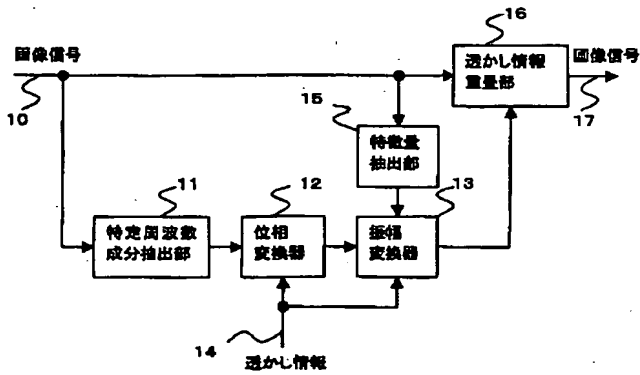 16
画像信号
透かし情報
重畳部
画像信号
10
15
17
特徴量
抽出部
11
12
13
特定周波数
成分抽出部
位相
変換器
振幅
変換器
14
透かし情報